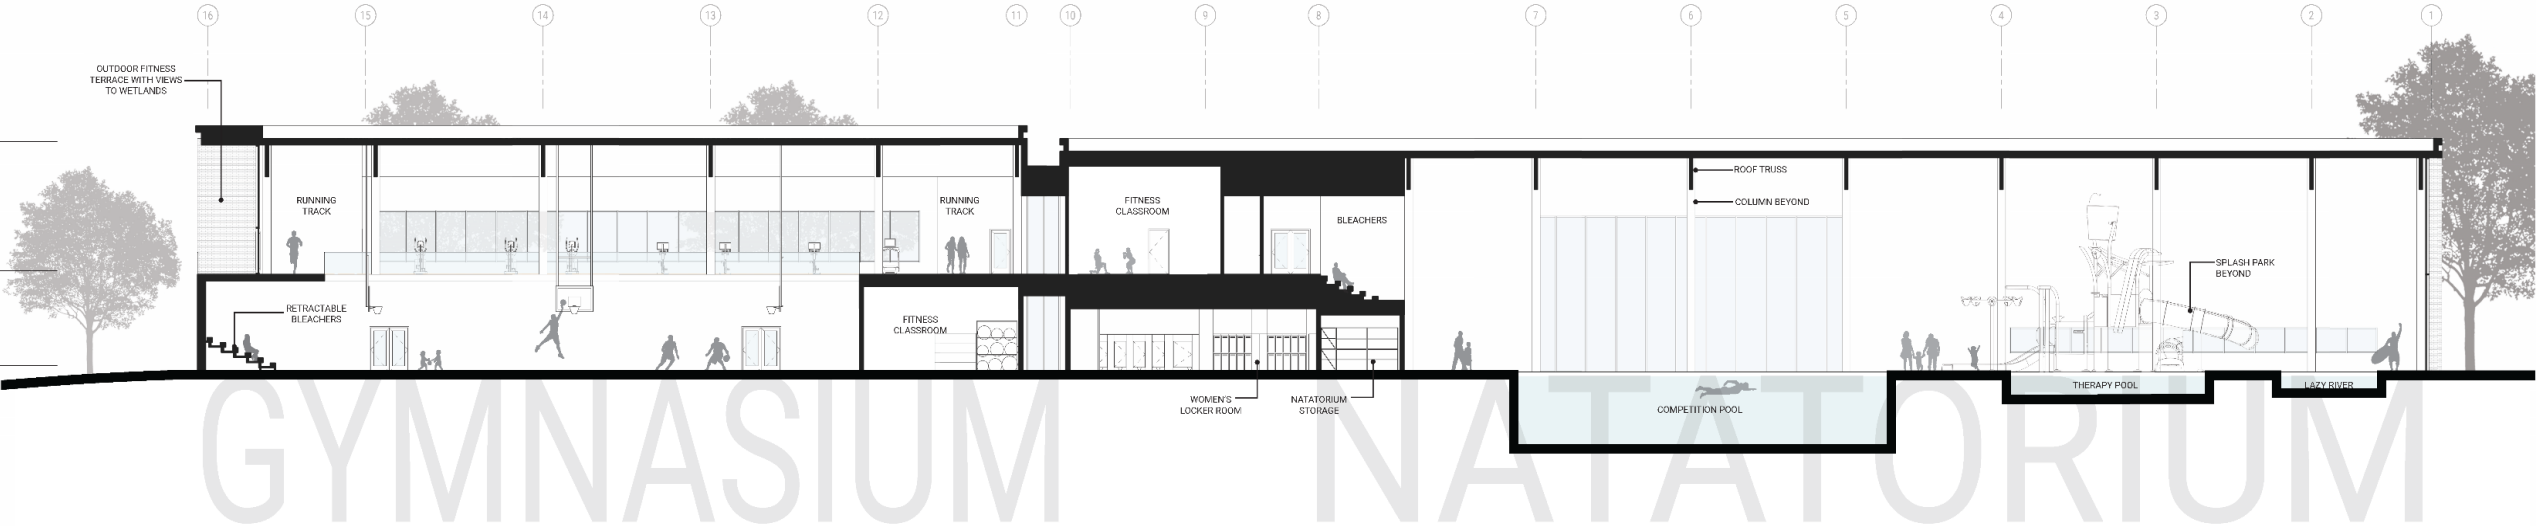 16
15
14
13
12
11
10
9
8
7
6
5
4
3
2
1
OUTDOOR FITNESS
TERRACE WITH VIEWS
TO WETLANDS
RUNNING
TRACK
RUNNING
TRACK
FITNESS
CLASSROOM
BLEACHERS
ROOF TRUSS
COLUMN BEYOND
SPLASH PARK
BEYOND
RETRACTABLE
BLEACHERS
FITNESS
CLASSROOM
WOMEN'S
LOCKER ROOM
NATATORIUM
STORAGE
COMPETITION POOL
THERAPY POOL
LAZY RIVER
GYMNASIUM
NATATORIUM